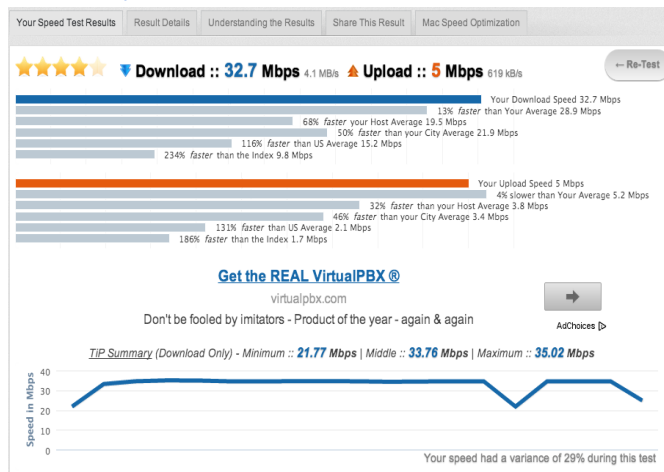 Your Speed Test Results Result Details Understanding the Results Share This Result Mac Speed Optimization
Download :: 32.7 Mbps 4.1 MB/s Upload :: 5 Mbps 619 kB/s ← Re-Test
Your Download Speed 32.7 Mbps
13% faster than Your Average 28.9 Mbps
68% faster your Host Average 19.5 Mbps
50% faster than your City Average 21.9 Mbps
116% faster than US Average 15.2 Mbps
234% faster than the Index 9.8 Mbps
Your Upload Speed 5 Mbps
4% slower than Your Average 5.2 Mbps
32% faster than your Host Average 3.8 Mbps
46% faster than your City Average 3.4 Mbps
131% faster than US Average 2.1 Mbps
186% faster than the Index 1.7 Mbps
Get the REAL VirtualPBX ®
virtualpbx.com
Don't be fooled by imitators - Product of the year - again & again
AdChoices
TiP Summary (Download Only) - Minimum :: 21.77 Mbps | Middle :: 33.76 Mbps | Maximum :: 35.02 Mbps
Speed in Mbps
40
30
20
10
0
Your speed had a variance of 29% during this test